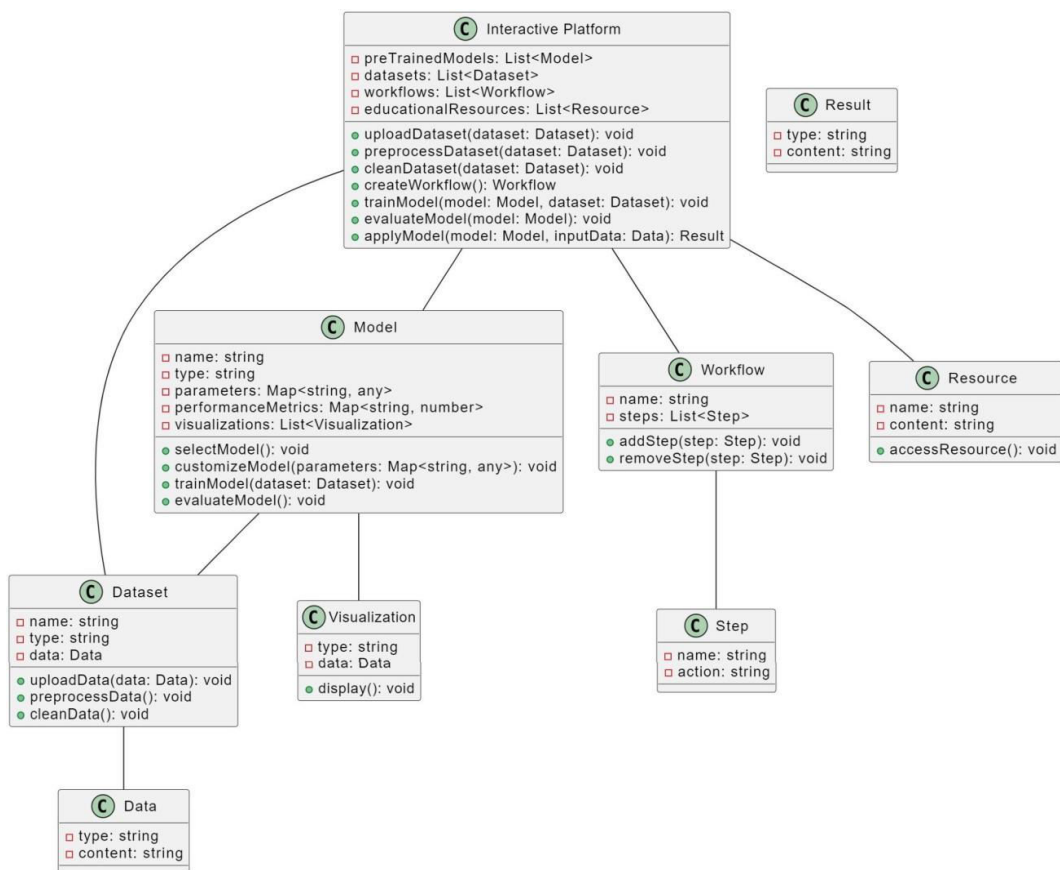 C Interactive Platform
preTrainedModels: List<Model>
datasets: List<Dataset>
workflows: List<Workflow>
educationalResources: List<Resource>
uploadDataset(dataset: Dataset): void
preprocessDataset(dataset: Dataset): void
cleanDataset(dataset: Dataset): void
createWorkflow(): Workflow
trainModel(model: Model, dataset: Dataset): void
evaluateModel(model: Model): void
applyModel(model: Model, inputData: Data): Result
C Result
type: string
content: string
C Model
name: string
type: string
parameters: Map<string, any>
performanceMetrics: Map<string, number>
visualizations: List<Visualization>
selectModel(): void
customizeModel(parameters: Map<string, any>): void
trainModel(dataset: Dataset): void
evaluateModel(): void
C Workflow
name: string
steps: List<Step>
addStep(step: Step): void
removeStep(step: Step): void
C Resource
name: string
content: string
accessResource(): void
C Dataset
name: string
type: string
data: Data
uploadData(data: Data): void
preprocessData(): void
cleanData(): void
C Visualization
type: string
data: Data
display(): void
C Step
name: string
action: string
C Data
type: string
content: string